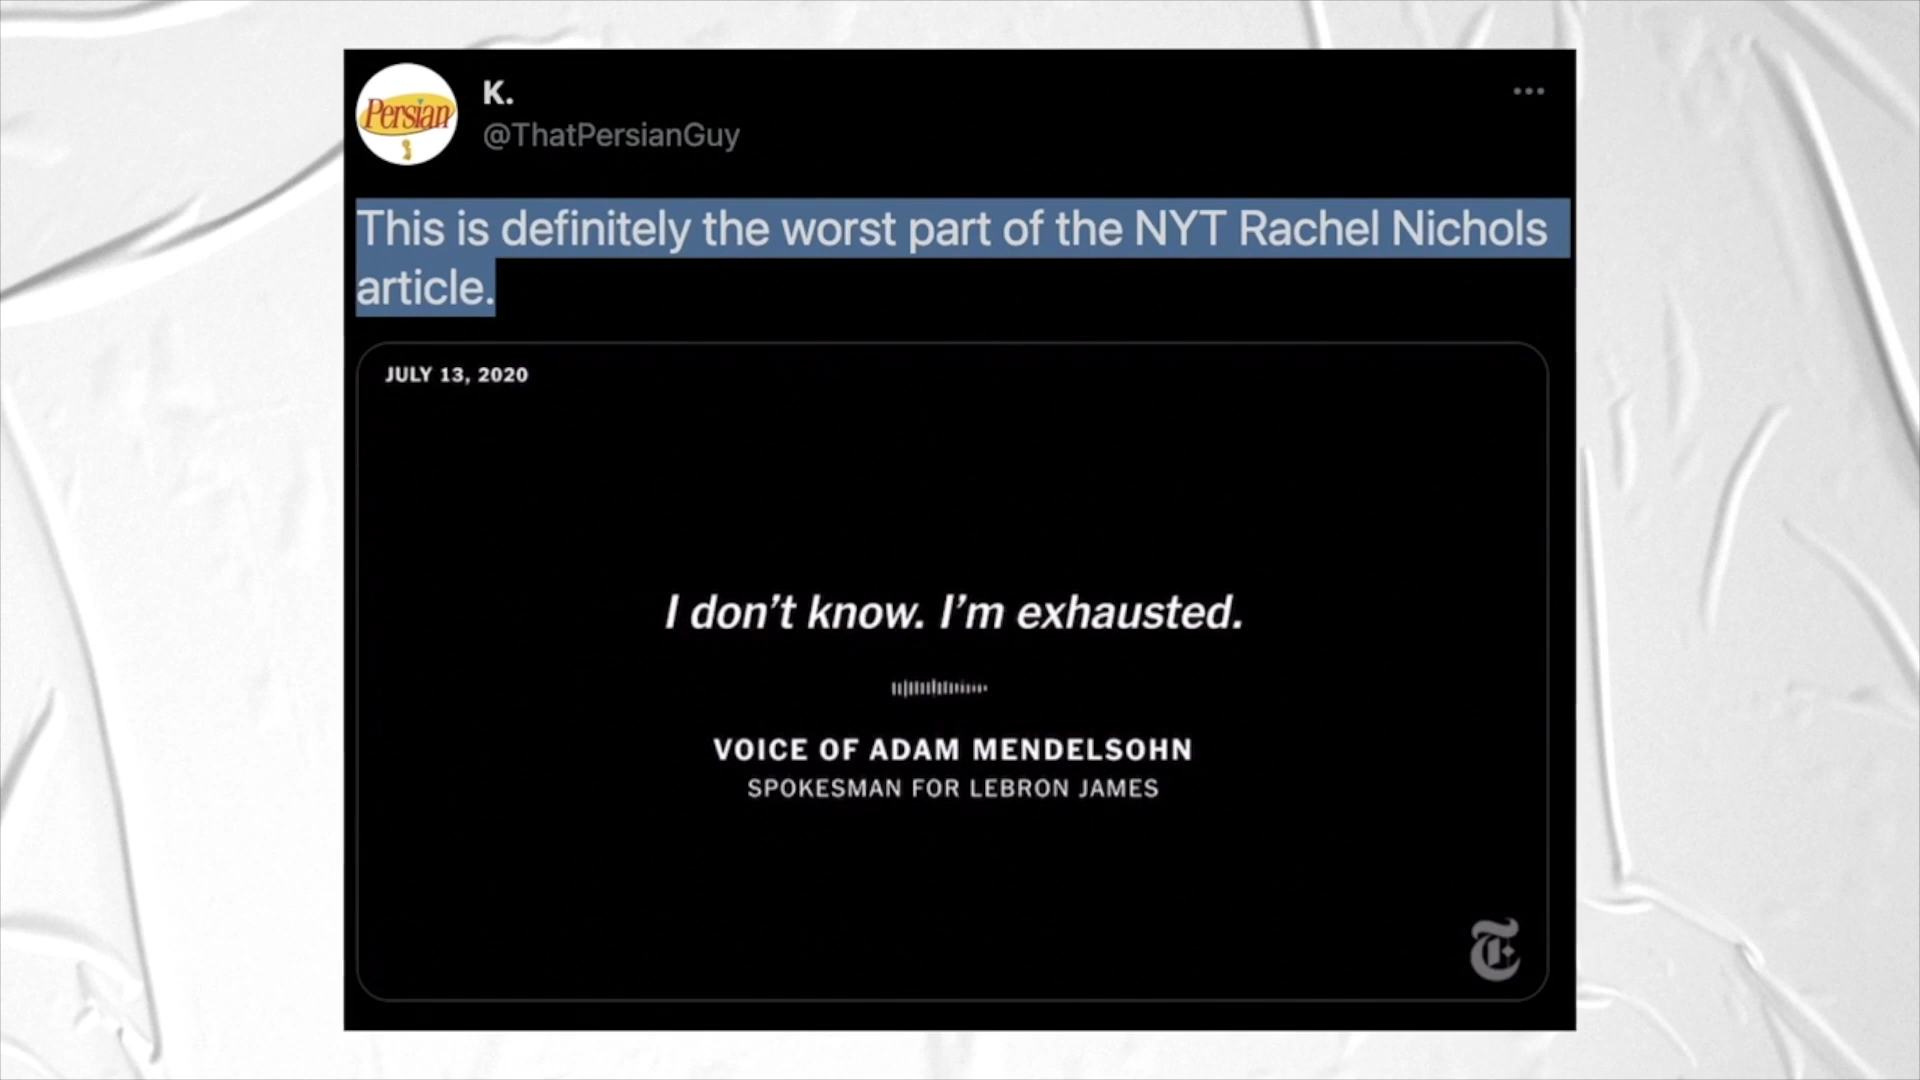 Persian
K.
@ThatPersianGuy
This is definitely the worst part of the NYT Rachel Nichols
article.
JULY 13, 2020
I don't know. I'm exhausted.
VOICE OF ADAM MENDELSOHN
SPOKESMAN FOR LEBRON JAMES
T